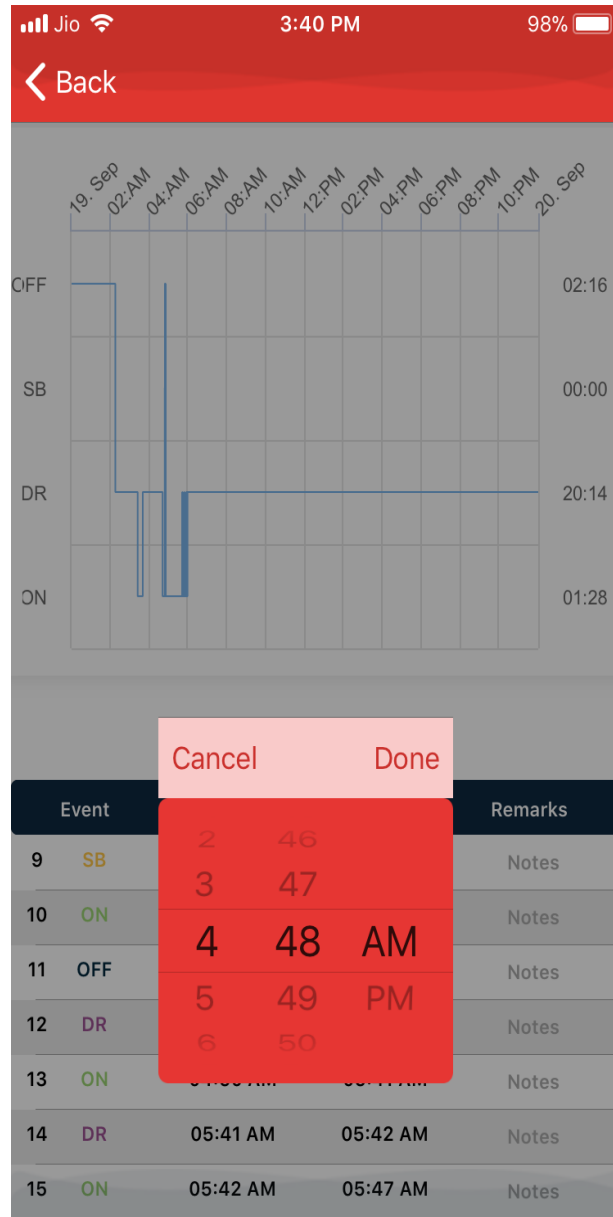 Jio 3:40 PM 98%
Back
19. Sep 02:AM 04:AM 06:AM 08:AM 10:AM 12:PM 02:PM 04:PM 06:PM 08:PM 10:PM 20. Sep
OFF 02:16
SB 00:00
DR 20:14
ON 01:28
Cancel Done
Event Remarks
2 46
9 SB Notes
3 47
10 ON Notes
4 48 AM
11 OFF Notes
5 49 PM
12 DR Notes
6 50
13 ON Notes
14 DR 05:41 AM 05:42 AM Notes
15 ON 05:42 AM 05:47 AM Notes